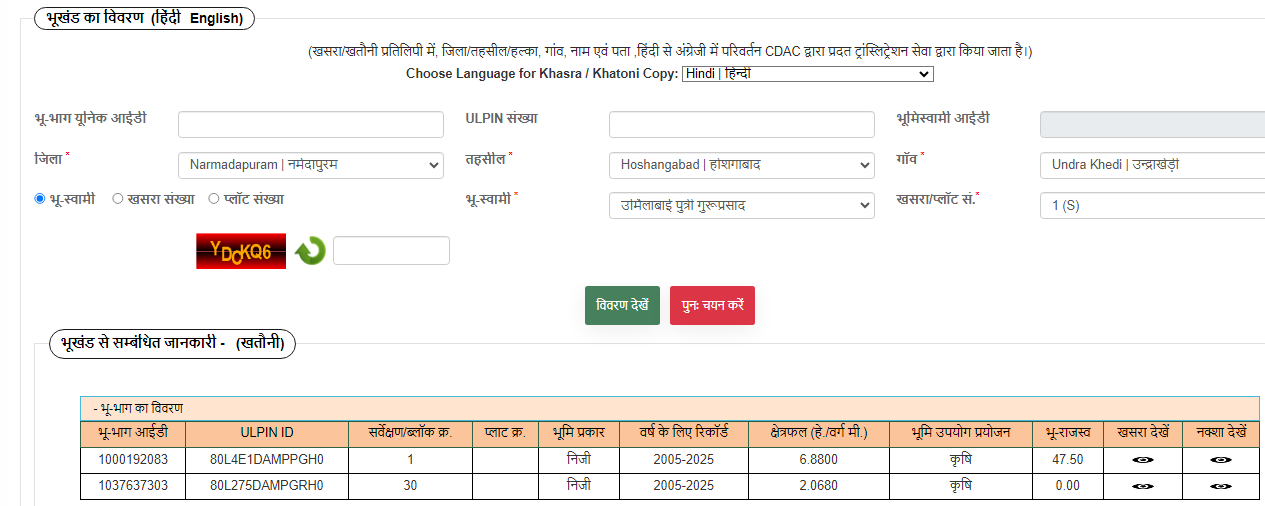 भूखंड का विवरण (हिंदी English)
(खसरा/खतौनी प्रतिलिपी में, जिला/तहसील/हल्का, गांव, नाम एवं पता ,हिंदी से अंग्रेजी में परिवर्तन CDAC द्वारा प्रदत ट्रांस्लिट्रेशन सेवा द्वारा किया जाता है।)
Choose Language for Khasra / Khatoni Copy: Hindi | हिन्दी
भू-भाग यूनिक आईडी ULPIN संख्या भूमिस्वामी आईडी
जिला * Narmadapuram | नर्मदापुरम तहसील * Hoshangabad | होशंगाबाद गॉव * Undra Khedi | उन्द्राखेड़ी
भू-स्वामी खसरा संख्या प्लॉट संख्या भू-स्वामी * उर्मिलाबाई पुत्री गुरूप्रसाद खसरा/प्लॉट सं.* 1 (S)
YDCKQ6
विवरण देखें पुनः चयन करें
भूखंड से सम्बंधित जानकारी - (खतौनी)
- भू-भाग का विवरण
भू-भाग आईडी ULPIN ID सर्वेक्षण/ब्लॉक क्र. प्लाट क्र. भूमि प्रकार वर्ष के लिए रिकॉर्ड क्षेत्रफल (हे./वर्ग मी.) भूमि उपयोग प्रयोजन भू-राजस्व खसरा देखें नक्शा देखें
1000192083 80L4E1DAMPPGH0 1 निजी 2005-2025 6.8800 कृषि 47.50
1037637303 80L275DAMPGRH0 30 निजी 2005-2025 2.0680 कृषि 0.00